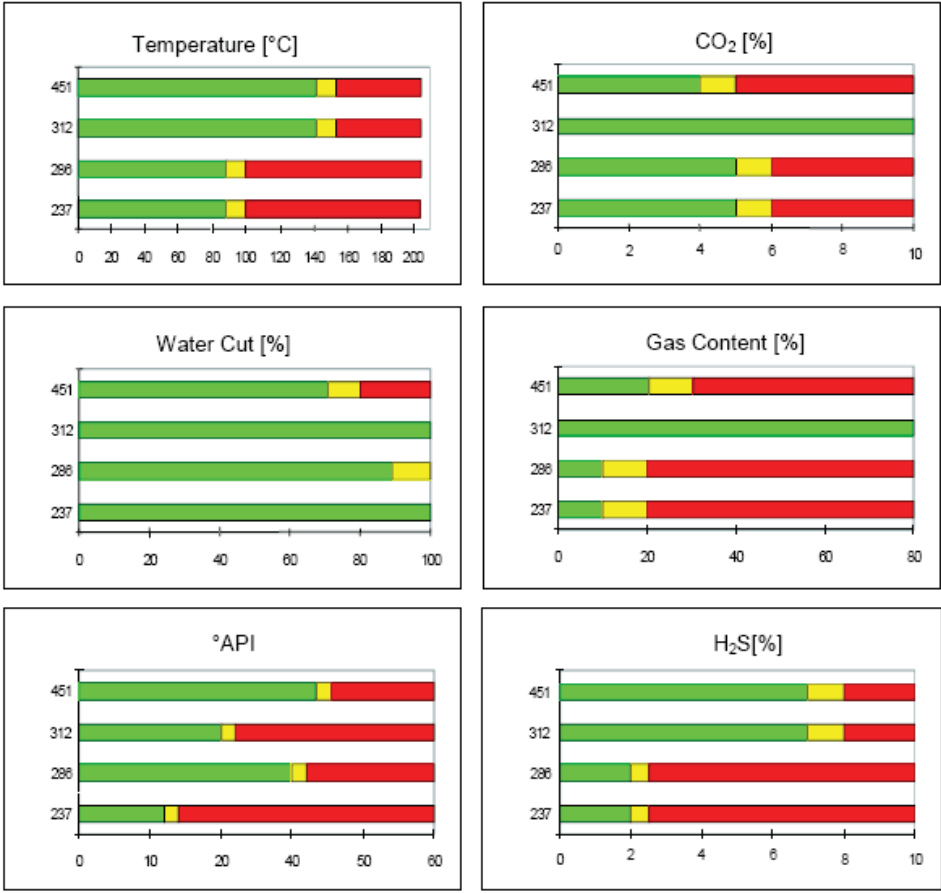 Temperature [°C]
451
312
286
237
0 20 40 60 80 100 120 140 160 180 200
CO₂ [%]
451
312
286
237
0 2 4 6 8 10
Water Cut [%]
451
312
286
237
0 20 40 60 80 100
Gas Content [%]
451
312
286
237
0 20 40 60 80
°API
451
312
286
237
0 10 20 30 40 50 60
H₂S[%]
451
312
286
237
0 2 4 6 8 10